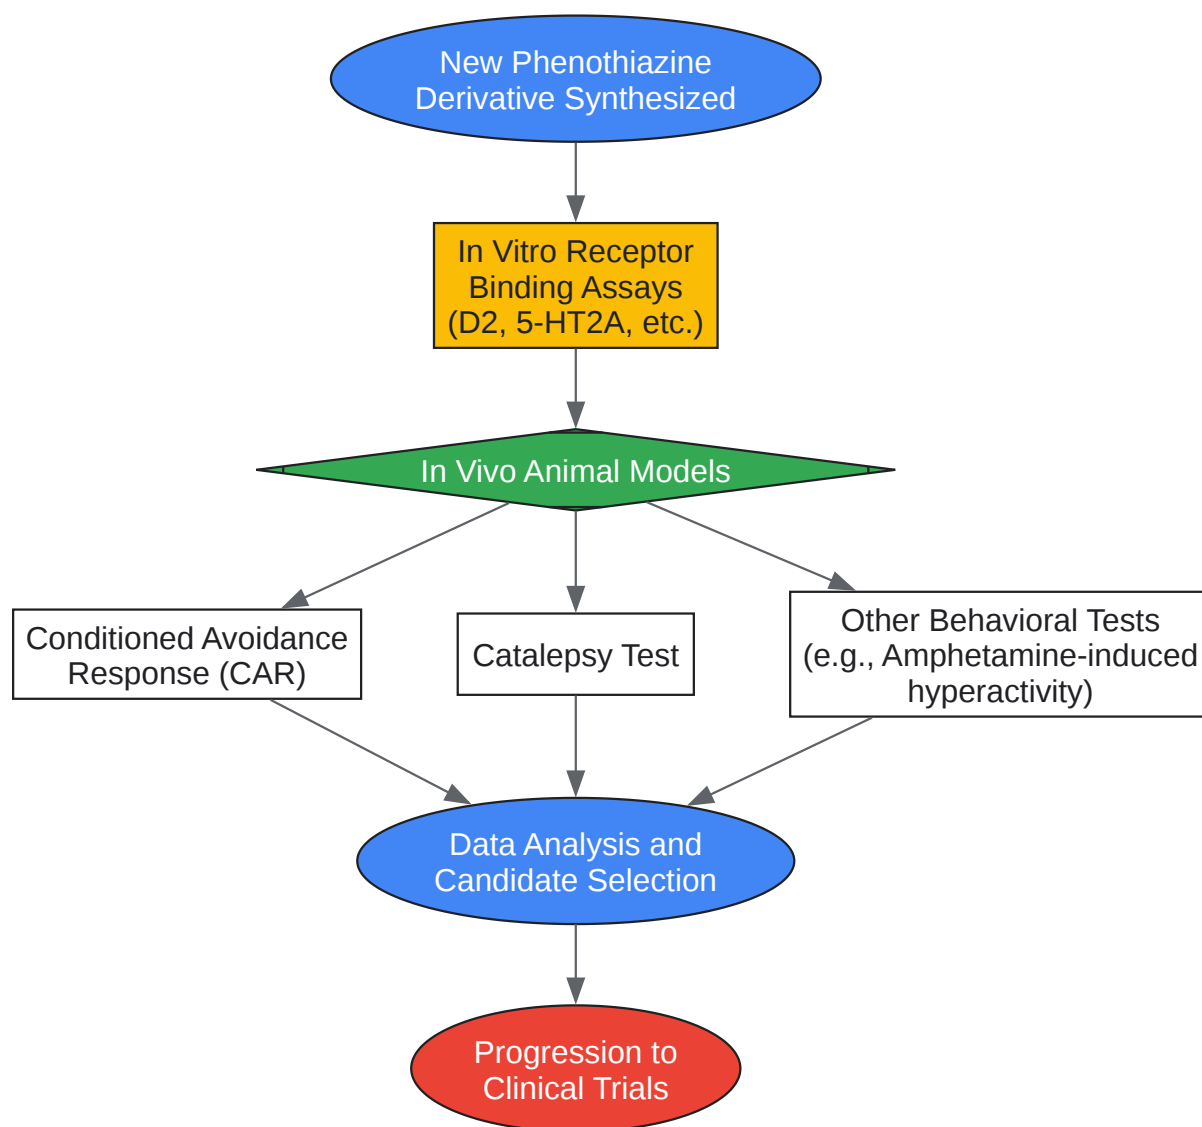 New Phenothiazine
Derivative Synthesized
In Vitro Receptor
Binding Assays
(D2, 5-HT2A, etc.)
In Vivo Animal Models
Conditioned Avoidance
Response (CAR)
Catalepsy Test
Other Behavioral Tests
(e.g., Amphetamine-induced
hyperactivity)
Data Analysis and
Candidate Selection
Progression to
Clinical Trials